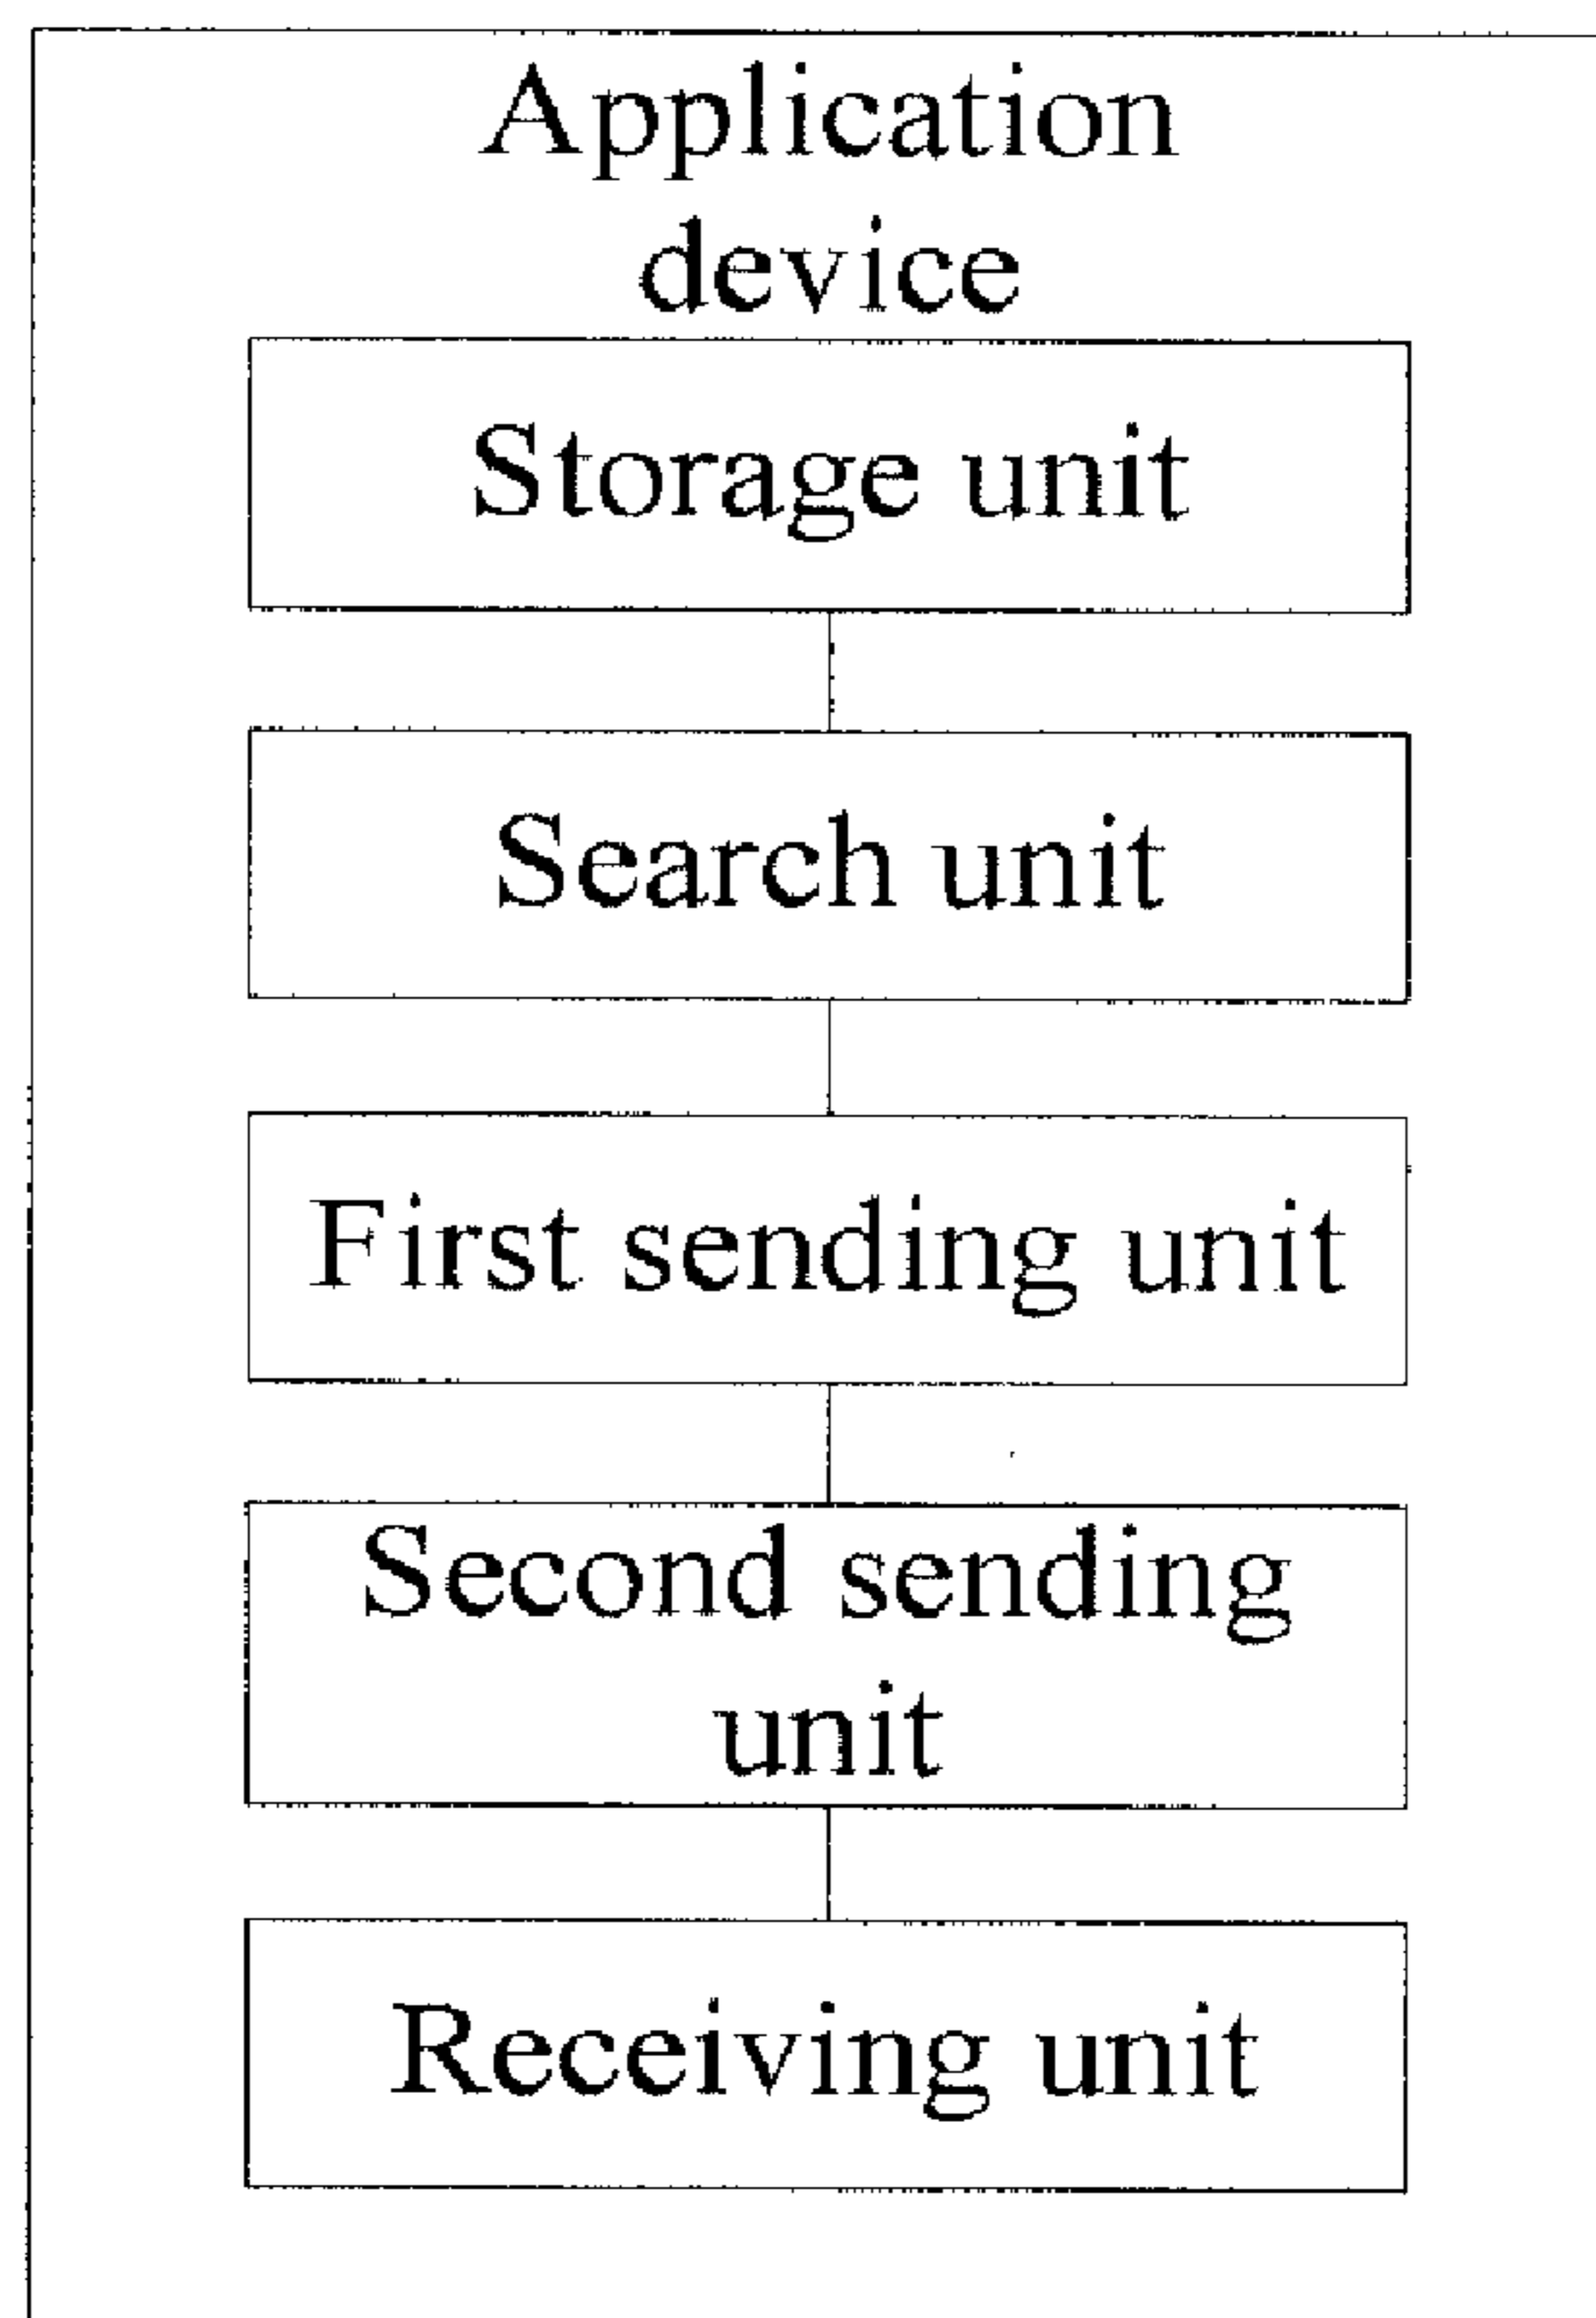 Application
device
Storage unit
Search unit
First sending unit
Second sending
unit
Receiving unit